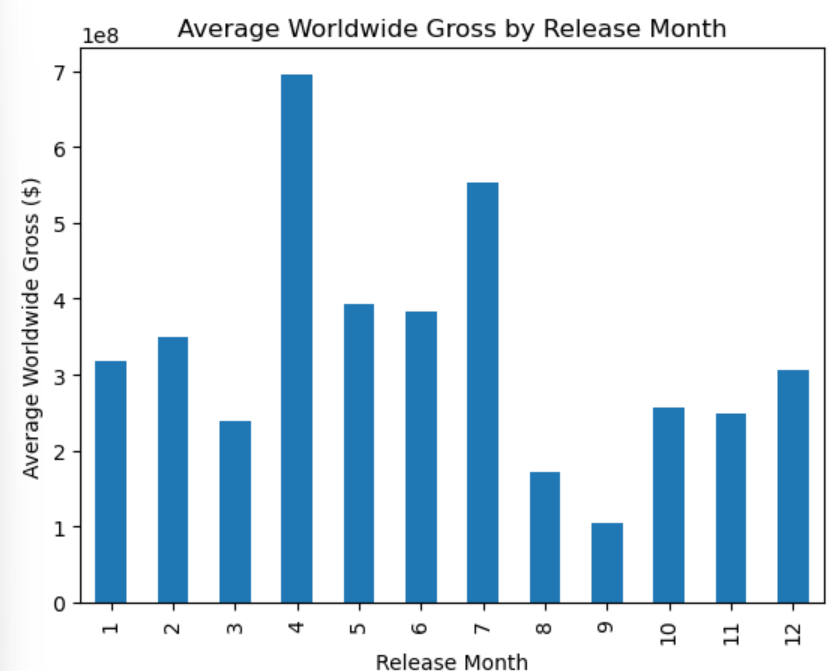 Average Worldwide Gross by Release Month
1e8
7
6
5
4
3
2
1
0
Average Worldwide Gross ($)
1 2 3 4 5 6 7 8 9 10 11 12
Release Month